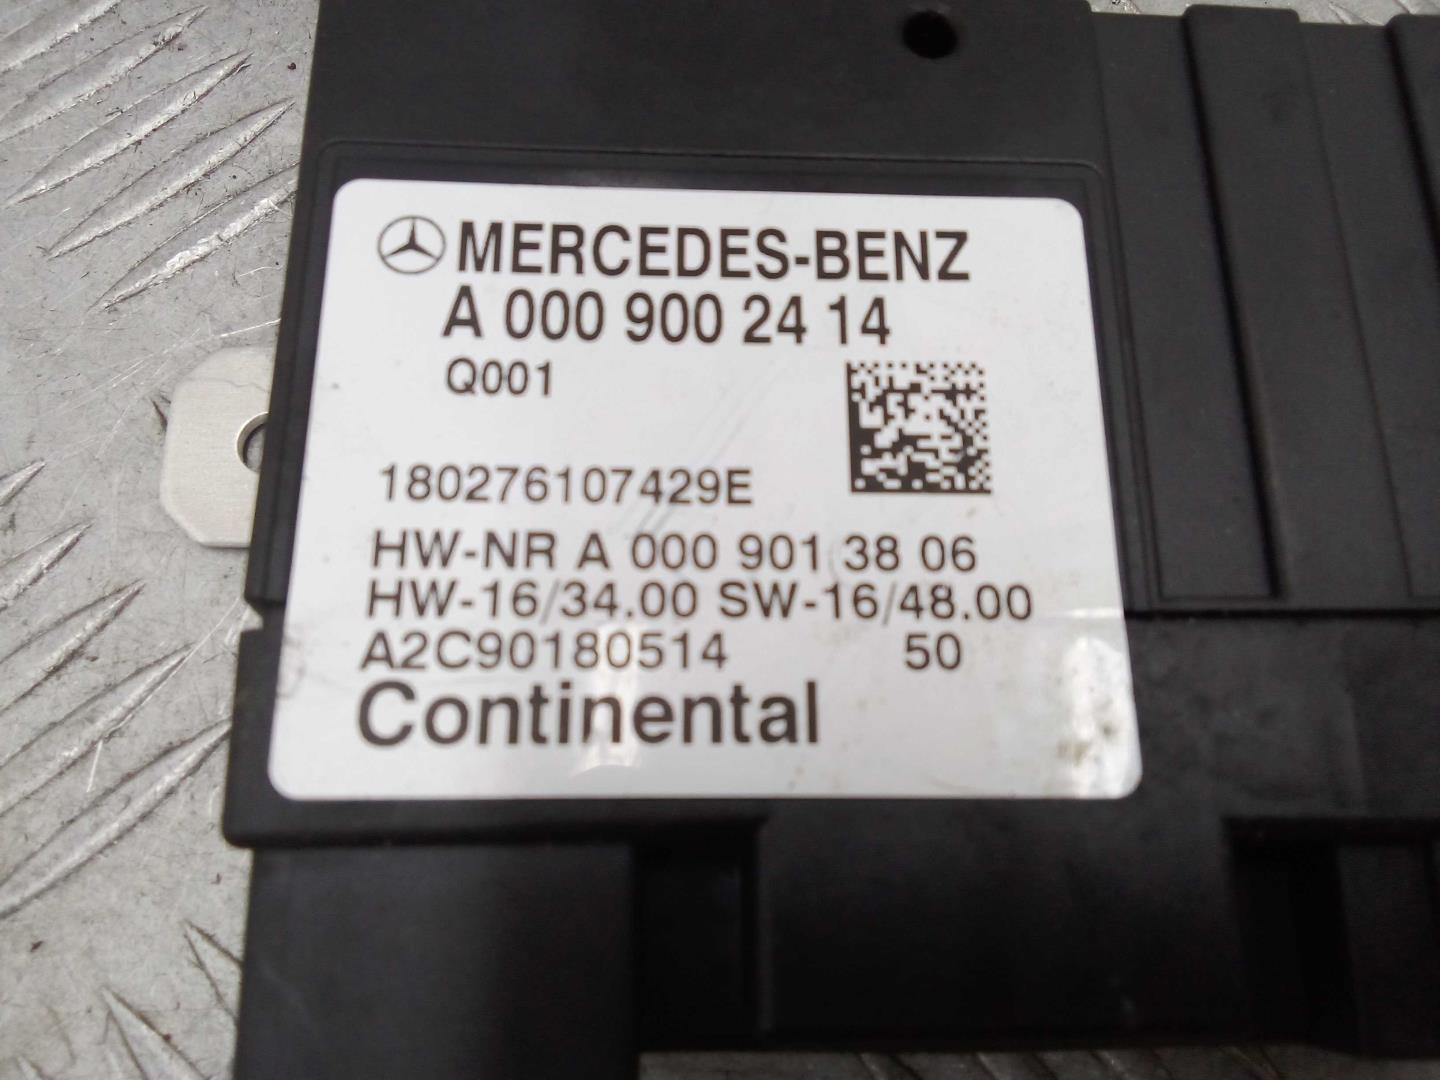 MERCEDES-BENZ
A 000 900 24 14
Q001
180276107429E
HW-NR A 000 901 38 06
HW-16/34.00 SW-16/48.00
A2C90180514 50
Continental